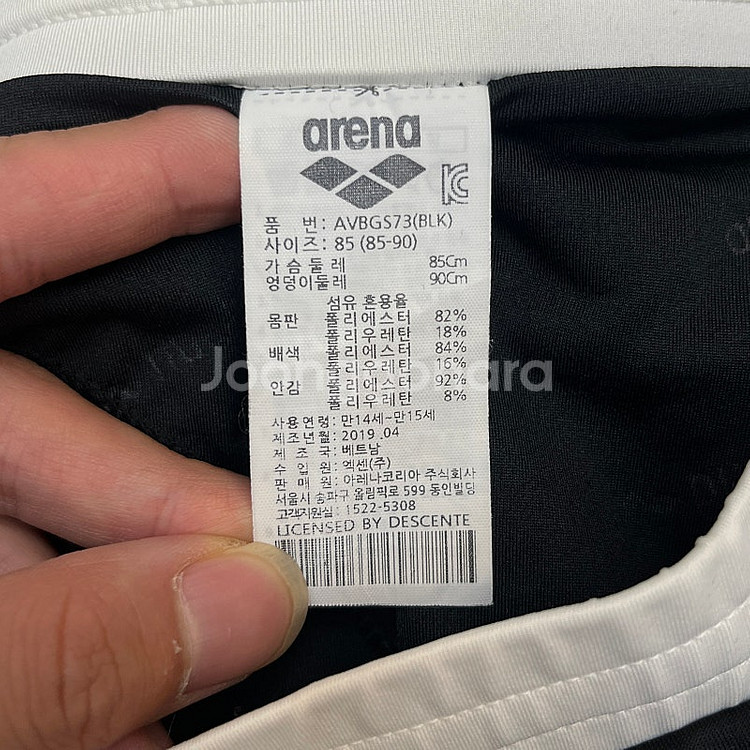 arena
품 번: AVBGS73(BLK)
사이즈: 85 (85-90)
가슴둘레 85Cm
엉덩이둘레 90Cm
섬유 혼용율
몸판 폴리에스터 82%
폴리우레탄 18%
배색 폴리에스터 84%
폴리우레탄 16%
안감 폴리에스터 92%
폴리우레탄 8%
사용연령: 만14세~만15세
제조년월: 2019 .04
제 조 국: 베트남
수 입 원: 엑센(주)
판 매 원: 아레나코리아 주식회사
서울시 송파구 올림픽로 599 동인빌딩
고객지원실: 1522-5308
LICENSED BY DESCENTE